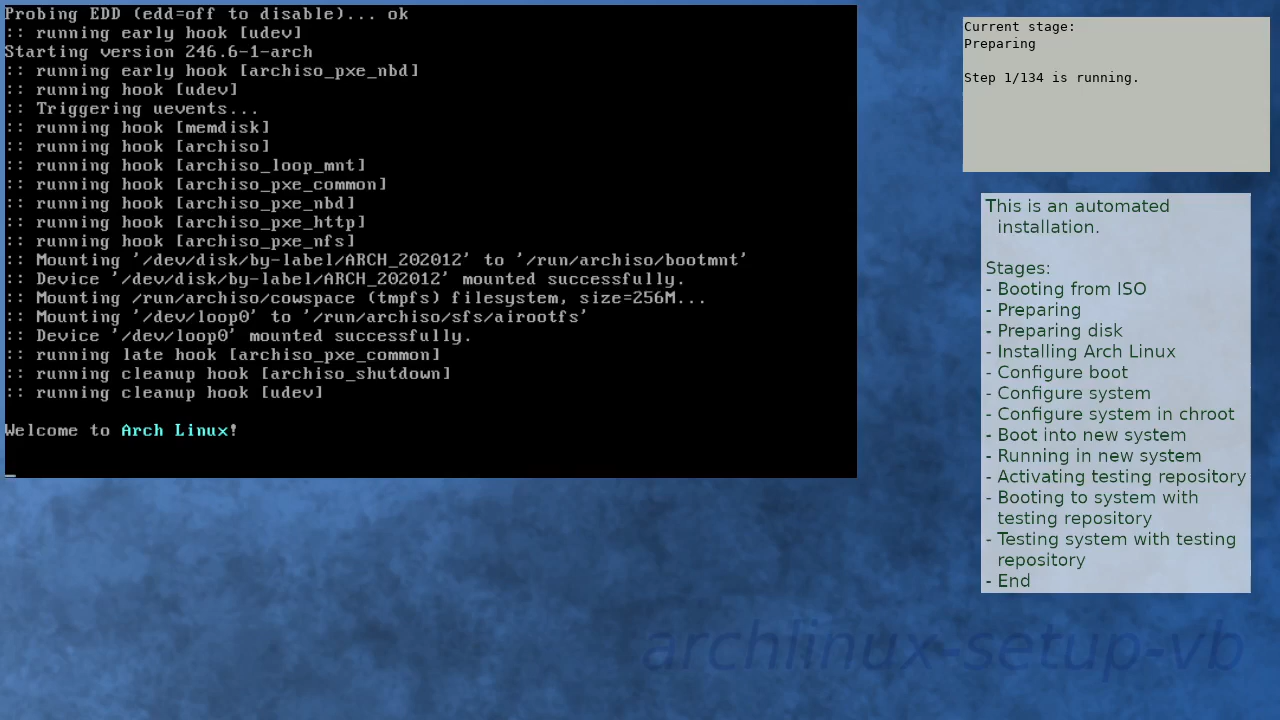 Probing EDD (edd=off to disable)... ok
:: running early hook [udev]
Starting version 246.6-1-arch
:: running early hook [archiso_pxe_nbd]
:: running hook [udev]
:: Triggering uevents...
:: running hook [memdisk]
:: running hook [archiso]
:: running hook [archiso_loop_mnt]
:: running hook [archiso_pxe_common]
:: running hook [archiso_pxe_nbd]
:: running hook [archiso_pxe_http]
:: running hook [archiso_pxe_nfs]
:: Mounting '/dev/disk/by-label/ARCH_202012' to '/run/archiso/bootmnt'
:: Device '/dev/disk/by-label/ARCH_202012' mounted successfully.
:: Mounting /run/archiso/cowspace (tmpfs) filesystem, size=256M...
:: Mounting '/dev/loop0' to '/run/archiso/sfs/airootfs'
:: Device '/dev/loop0' mounted successfully.
:: running late hook [archiso_pxe_common]
:: running cleanup hook [archiso_shutdown]
:: running cleanup hook [udev]
Welcome to Arch Linux!
Current stage:
Preparing
Step 1/134 is running.
This is an automated
installation.
Stages:
- Booting from ISO
- Preparing
- Preparing disk
- Installing Arch Linux
- Configure boot
- Configure system
- Configure system in chroot
- Boot into new system
- Running in new system
- Activating testing repository
- Booting to system with
testing repository
- Testing system with testing
repository
- End
archlinux-setup-vb